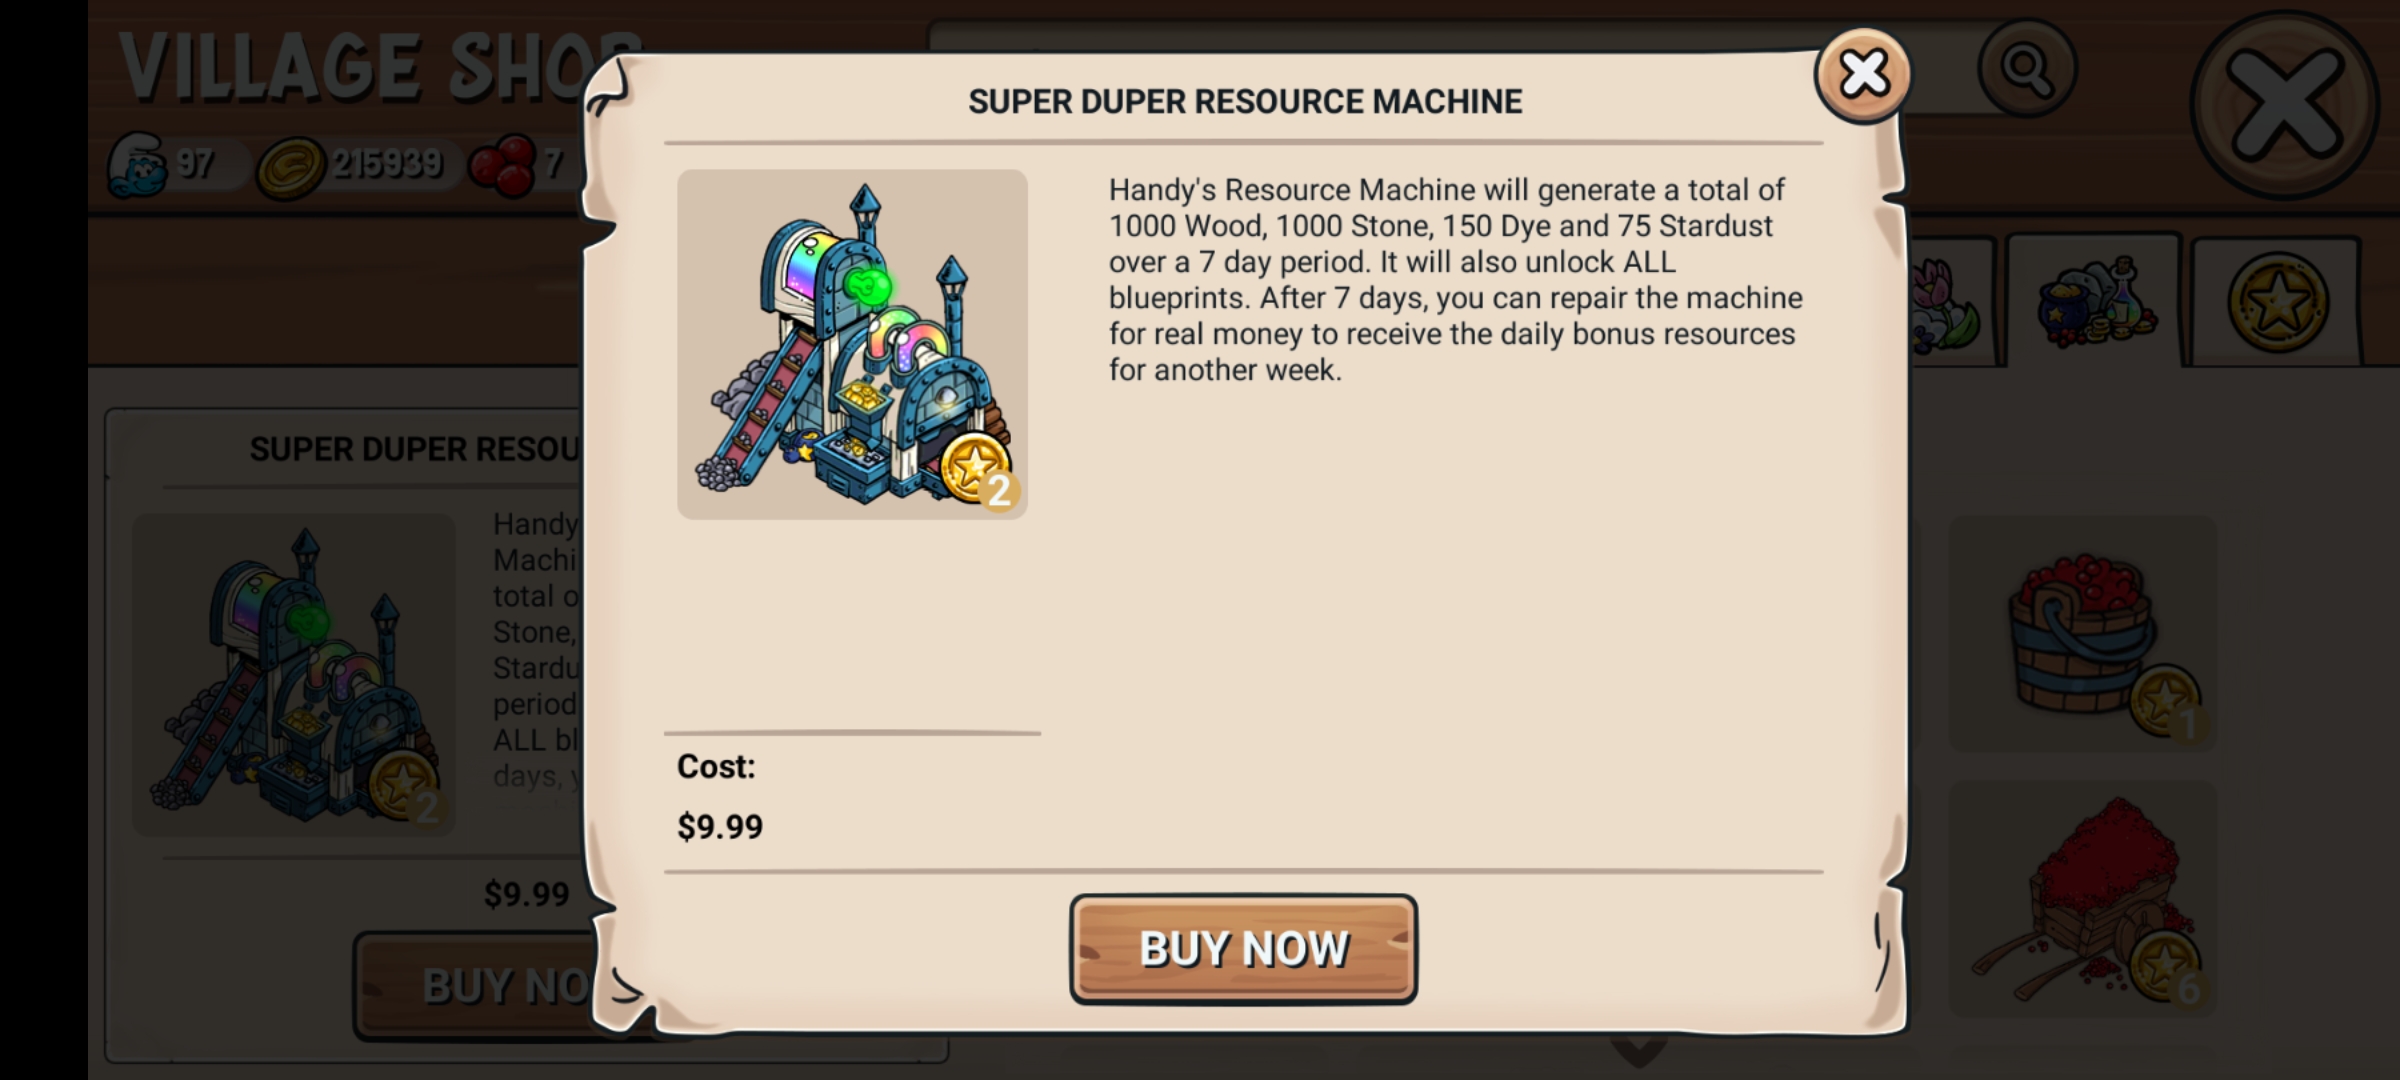 VILLAGE SHOP
97
215939
7
SUPER DUPER RESOURCE MACHINE
Handy's Resource Machine will generate a total of
1000 Wood, 1000 Stone, 150 Dye and 75 Stardust
over a 7 day period. It will also unlock ALL
blueprints. After 7 days, you can repair the machine
for real money to receive the daily bonus resources
for another week.
2
Cost:
$9.99
BUY NOW
SUPER DUPER RESOU
Handy
Machi
total o
Stone,
Stardu
period
ALL bl
days, y
2
$9.99
BUY NO
1
6